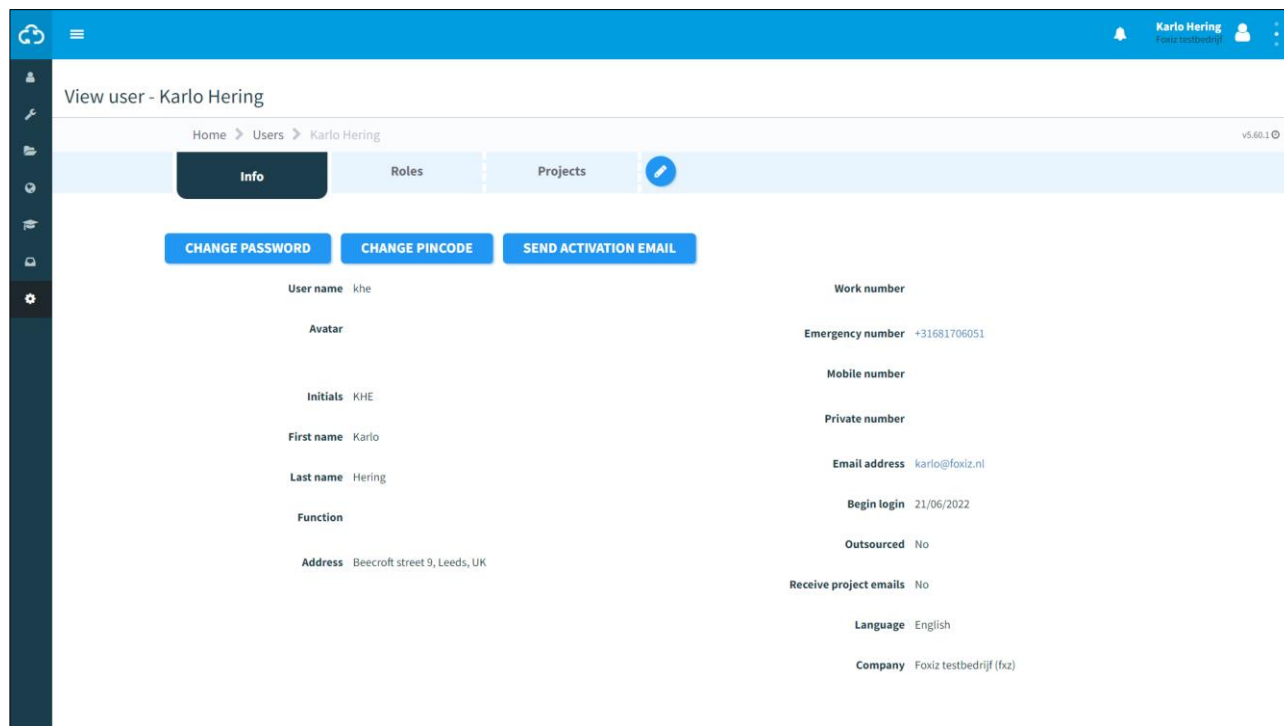 Karlo Hering
Foxiz testbedrijf
View user - Karlo Hering
Home Users Karlo Hering
v5.60.1
Info Roles Projects
CHANGE PASSWORD CHANGE PINCODE SEND ACTIVATION EMAIL
User name khe
Avatar
Initials KHE
First name Karlo
Last name Hering
Function
Address Beecroft street 9, Leeds, UK
Work number
Emergency number +31681706051
Mobile number
Private number
Email address karlo@foxiz.nl
Begin login 21/06/2022
Outsourced No
Receive project emails No
Language English
Company Foxiz testbedrijf (fxz)